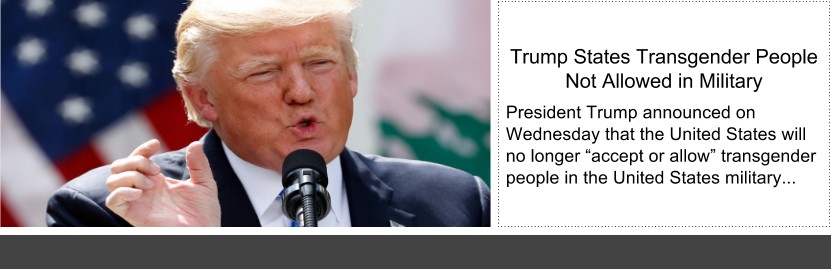 Trump States Transgender People
Not Allowed in Military
President Trump announced on
Wednesday that the United States will
no longer “accept or allow” transgender
people in the United States military...